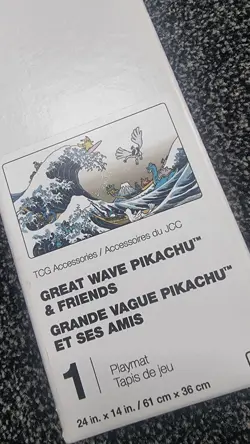 TCG Accessories / Accessoires du JCC
GREAT WAVE PIKACHU™
& FRIENDS
GRANDE VAGUE PIKACHU™
ET SES AMIS
1
Playmat
Tapis de jeu
24 in. x 14 in. / 61 cm x 36 cm